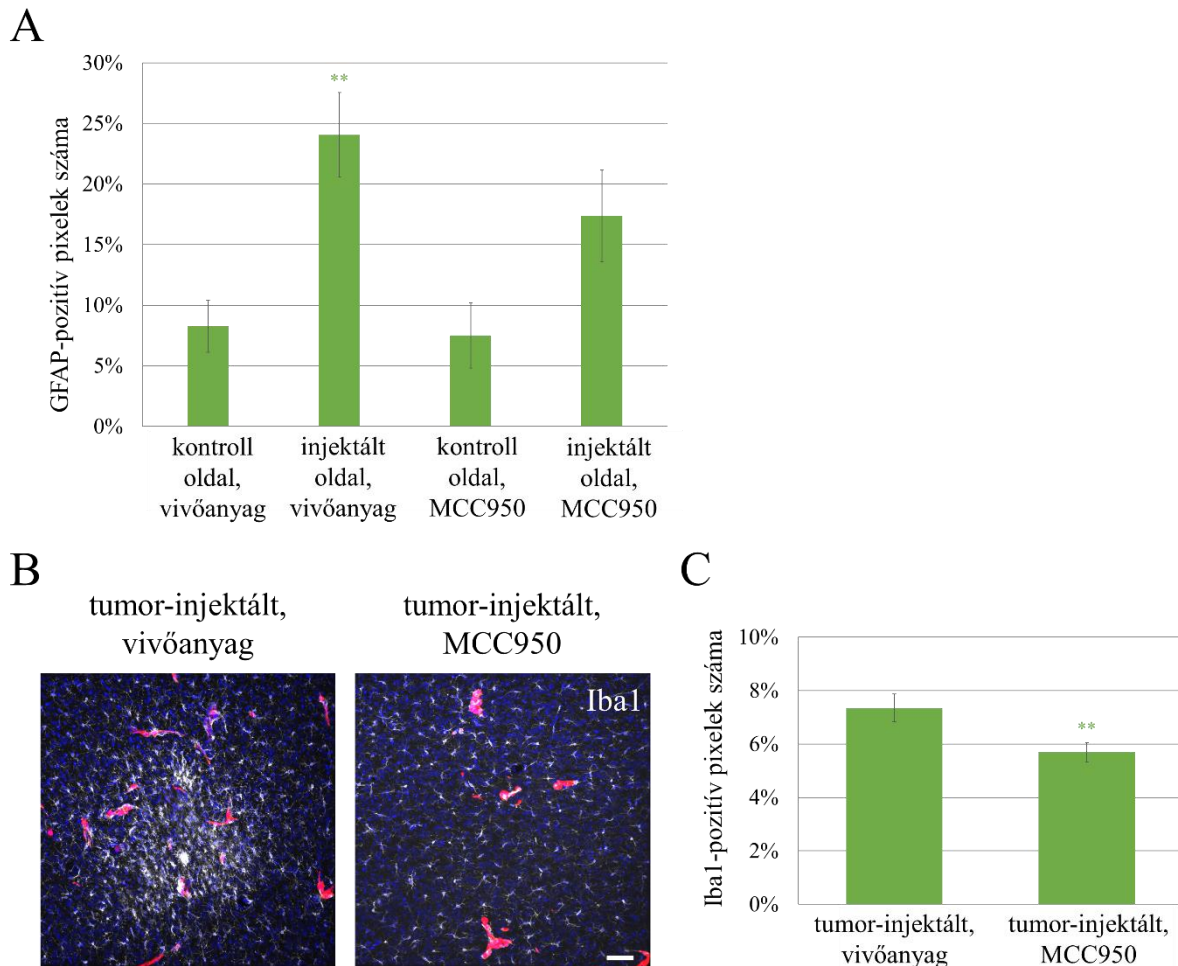 A
GFAP-pozitív pixelek száma
30%
25%
20%
15%
10%
5%
0%
**
kontroll
oldal,
vivőanyag
injektált
oldal,
vivőanyag
kontroll
oldal,
MCC950
injektált
oldal,
MCC950
B
tumor-injektált,
vivőanyag
tumor-injektált,
MCC950
Iba1
C
Iba1-pozitív pixelek száma
10%
8%
6%
4%
2%
0%
**
tumor-injektált,
vivőanyag
tumor-injektált,
MCC950